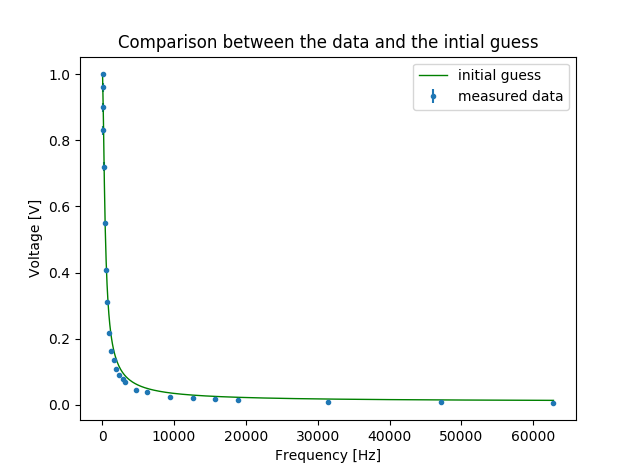 Comparison between the data and the intial guess
initial guess
measured data
1.0
0.8
0.6
0.4
0.2
0.0
Voltage [V]
0
10000
20000
30000
40000
50000
60000
Frequency [Hz]